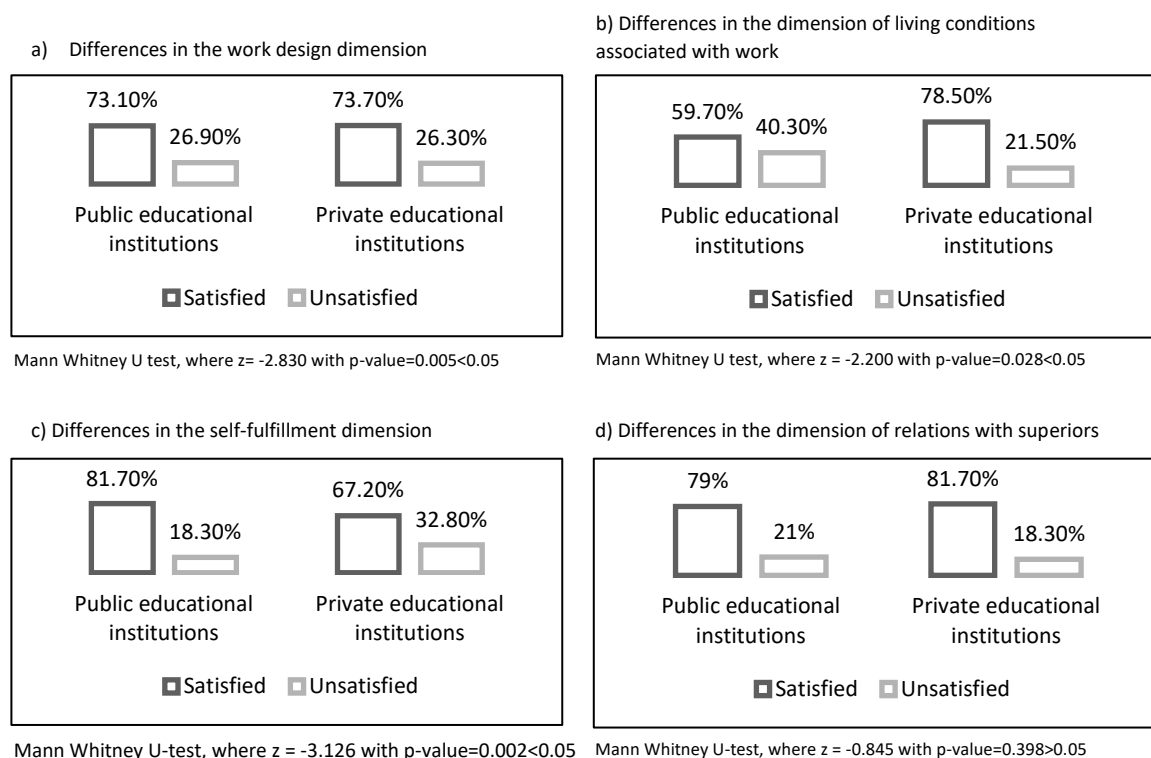 a) Differences in the work design dimension
73.10%
26.90%
73.70%
26.30%
Public educational
institutions
Private educational
institutions
Satisfied
Unsatisfied
Mann Whitney U test, where z= -2.830 with p-value=0.005<0.05
b) Differences in the dimension of living conditions
associated with work
59.70%
40.30%
78.50%
21.50%
Public educational
institutions
Private educational
institutions
Satisfied
Unsatisfied
Mann Whitney U test, where z = -2.200 with p-value=0.028<0.05
c) Differences in the self-fulfillment dimension
81.70%
18.30%
67.20%
32.80%
Public educational
institutions
Private educational
institutions
Satisfied
Unsatisfied
Mann Whitney U-test, where z = -3.126 with p-value=0.002<0.05
d) Differences in the dimension of relations with superiors
79%
21%
81.70%
18.30%
Public educational
institutions
Private educational
institutions
Satisfied
Unsatisfied
Mann Whitney U-test, where z = -0.845 with p-value=0.398>0.05